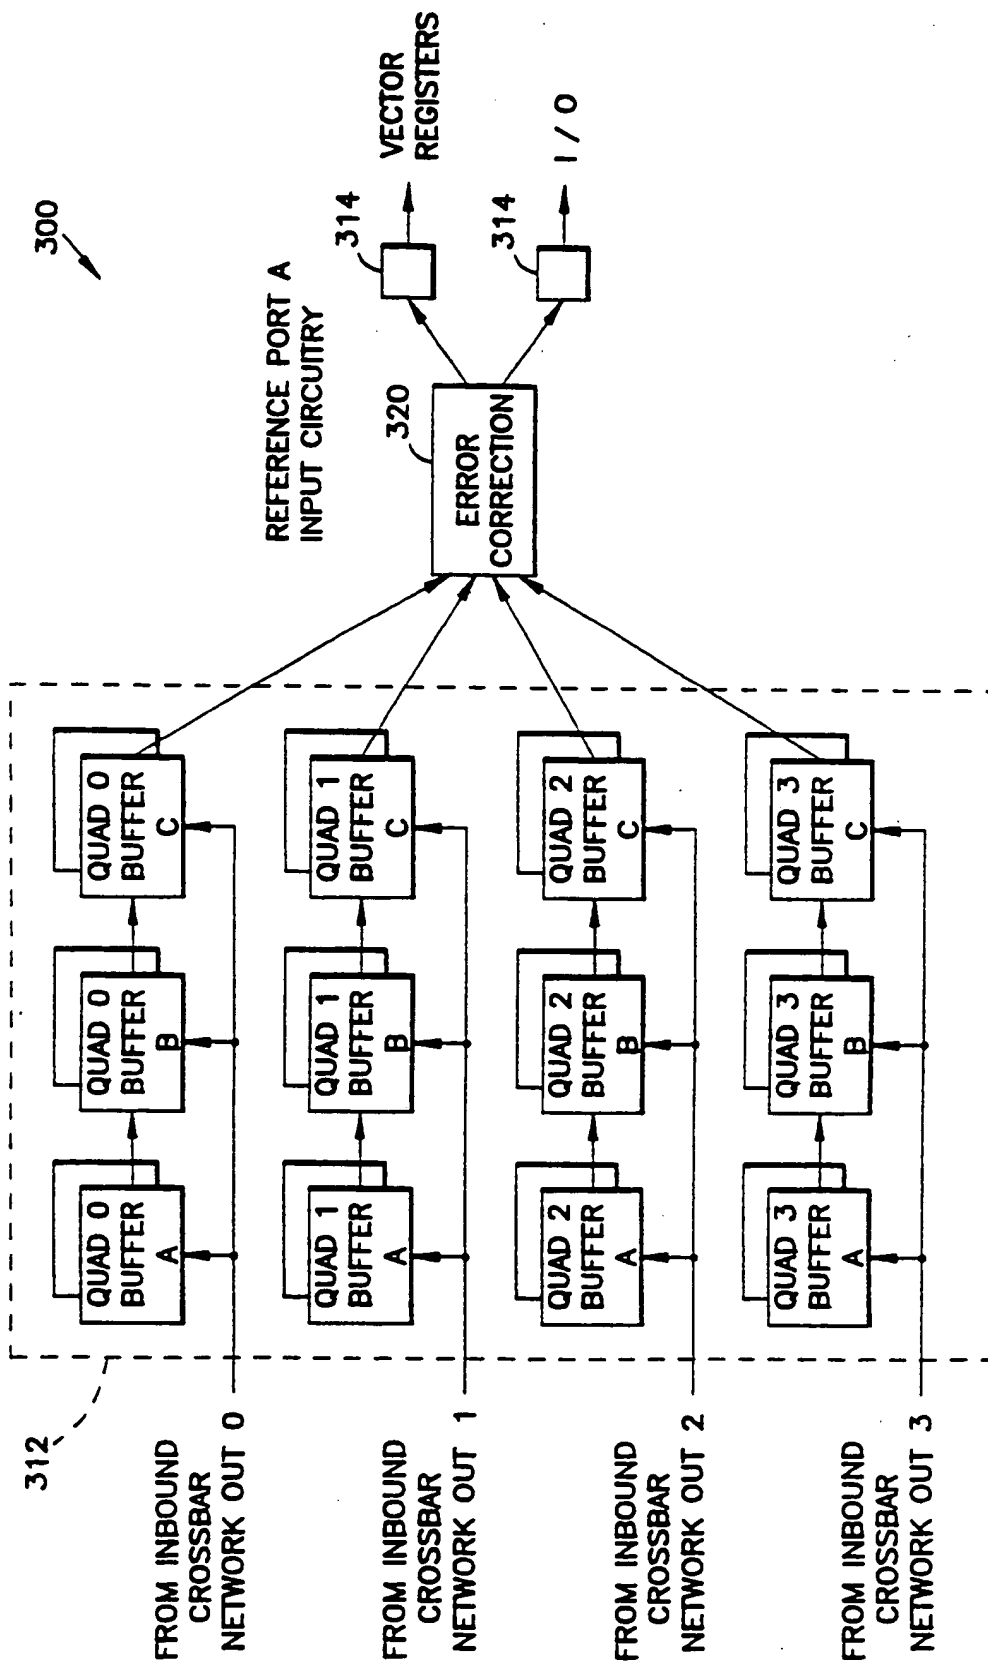 300
REFERENCE PORT A
INPUT CIRCUITRY
312
FROM INBOUND
CROSSBAR
NETWORK OUT 0
QUAD 0
BUFFER
A
QUAD 0
BUFFER
B
QUAD 0
BUFFER
C
FROM INBOUND
CROSSBAR
NETWORK OUT 1
QUAD 1
BUFFER
A
QUAD 1
BUFFER
B
QUAD 1
BUFFER
C
FROM INBOUND
CROSSBAR
NETWORK OUT 2
QUAD 2
BUFFER
A
QUAD 2
BUFFER
B
QUAD 2
BUFFER
C
FROM INBOUND
CROSSBAR
NETWORK OUT 3
QUAD 3
BUFFER
A
QUAD 3
BUFFER
B
QUAD 3
BUFFER
C
320
ERROR
CORRECTION
314
VECTOR
REGISTERS
314
I / O